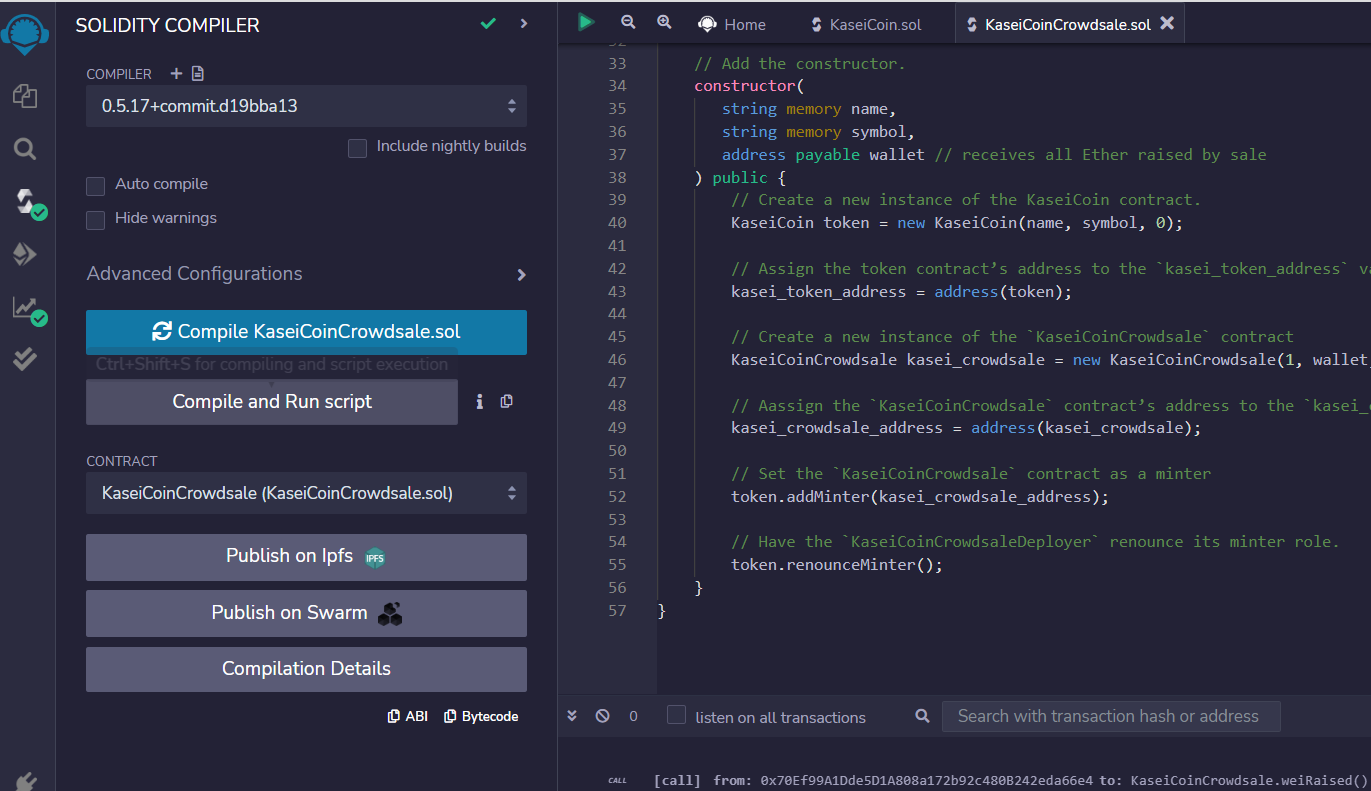 SOLIDITY COMPILER
COMPILER
0.5.17+commit.d19bba13
Include nightly builds
Auto compile
Hide warnings
Advanced Configurations
Compile KaseiCoinCrowdsale.sol
Ctrl+Shift+S for compiling and script execution
Compile and Run script
CONTRACT
KaseiCoinCrowdsale (KaseiCoinCrowdsale.sol)
Publish on Ipfs IPFS
Publish on Swarm
Compilation Details
ABI Bytecode
Home KaseiCoin.sol KaseiCoinCrowdsale.sol
32
33 // Add the constructor.
34 constructor(
35 string memory name,
36 string memory symbol,
37 address payable wallet // receives all Ether raised by sale
38 ) public {
39 // Create a new instance of the KaseiCoin contract.
40 KaseiCoin token = new KaseiCoin(name, symbol, 0);
41
42 // Assign the token contract’s address to the `kasei_token_address` va
43 kasei_token_address = address(token);
44
45 // Create a new instance of the `KaseiCoinCrowdsale` contract
46 KaseiCoinCrowdsale kasei_crowdsale = new KaseiCoinCrowdsale(1, wallet,
47
48 // Aassign the `KaseiCoinCrowdsale` contract’s address to the `kasei_c
49 kasei_crowdsale_address = address(kasei_crowdsale);
50
51 // Set the `KaseiCoinCrowdsale` contract as a minter
52 token.addMinter(kasei_crowdsale_address);
53
54 // Have the `KaseiCoinCrowdsaleDeployer` renounce its minter role.
55 token.renounceMinter();
56 }
57 }
0 listen on all transactions Search with transaction hash or address
CALL [call] from: 0x70Ef99A1Dde5D1A808a172b92c480B242eda66e4 to: KaseiCoinCrowdsale.weiRaised()